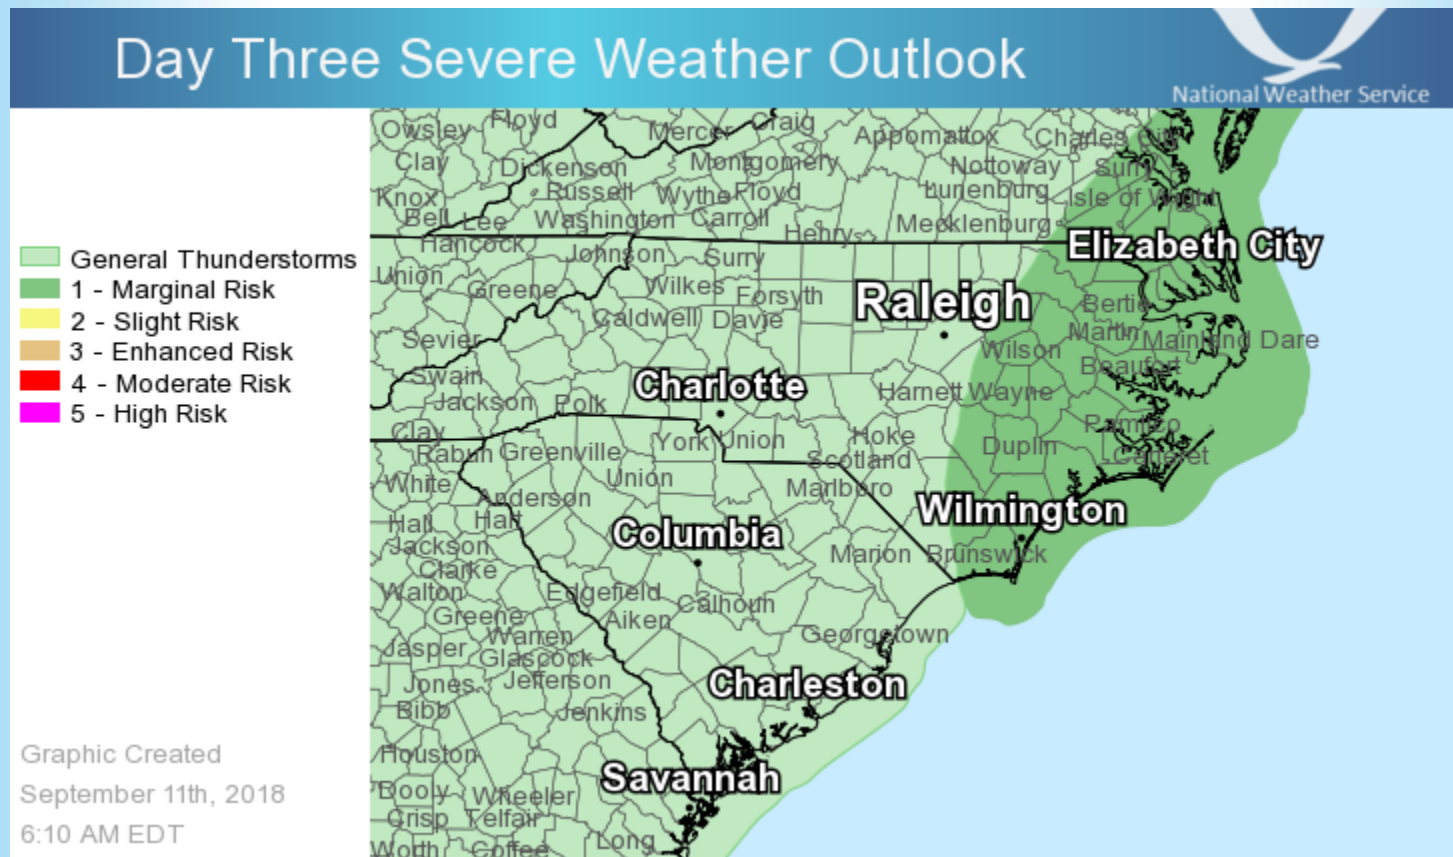 Day Three Severe Weather Outlook
National Weather Service
General Thunderstorms
1 - Marginal Risk
2 - Slight Risk
3 - Enhanced Risk
4 - Moderate Risk
5 - High Risk
Owsley Floyd Mercer Craig Appomattox Charles City
Clay Dickenson Montgomery Nottoway Surry
Knox Russell Wythe Floyd Lunenburg Isle of Wight
Bell Lee Washington Carroll Henry Mecklenburg
Hancock Johnson Surry Elizabeth City
Union Greene Wilkes Forsyth Raleigh Bertie
Caldwell Davie Martin Mainland Dare
Sevier Wilson Beaufort
Swain Charlotte Harnett Wayne
Jackson Polk Pamlico
Clay York Union Hoke Duplin Carteret
Rabun Greenville Scotland
White Union Marlboro
Anderson Wilmington
Hall Hart Columbia
Jackson Marion Brunswick
Clarke
Walton Edgefield Calhoun
Greene Aiken
Warren Georgetown
Jasper Glascock
Jones Jefferson Charleston
Bibb Jenkins
Houston Savannah
Dooly Wheeler
Crisp Telfair
Worth Coffee Long
Graphic Created
September 11th, 2018
6:10 AM EDT